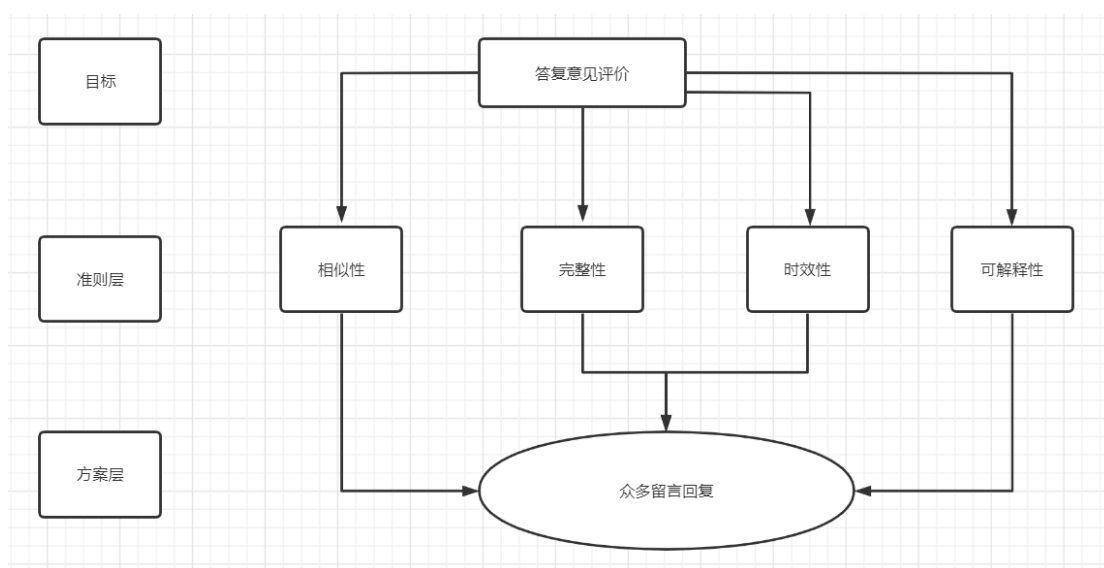 目标
答复意见评价
准则层
相似性
完整性
时效性
可解释性
方案层
众多留言回复